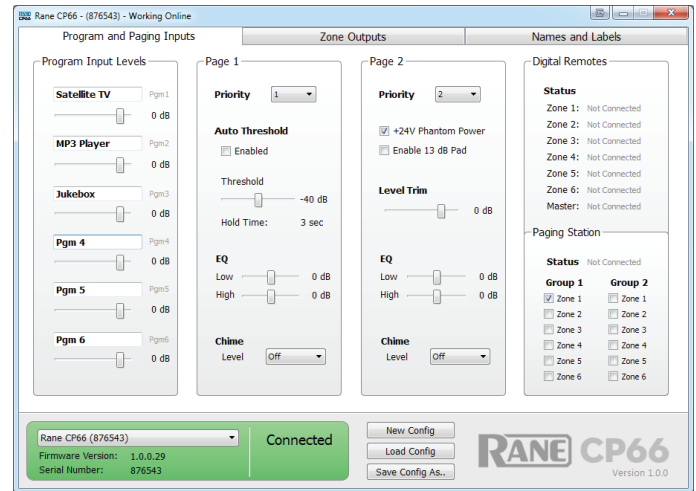 Rane CP66 - (876543) - Working Online
Program and Paging Inputs
Zone Outputs
Names and Labels
Program Input Levels
Satellite TV Pgm1
0 dB
MP3 Player Pgm2
0 dB
Jukebox Pgm3
0 dB
Pgm 4 Pgm4
0 dB
Pgm 5 Pgm5
0 dB
Pgm 6 Pgm6
0 dB
Page 1
Priority 1
Auto Threshold
Enabled
Threshold
-40 dB
Hold Time: 3 sec
EQ
Low 0 dB
High 0 dB
Chime
Level Off
Page 2
Priority 2
+24V Phantom Power
Enable 13 dB Pad
Level Trim
0 dB
EQ
Low 0 dB
High 0 dB
Chime
Level Off
Digital Remotes
Status
Zone 1: Not Connected
Zone 2: Not Connected
Zone 3: Not Connected
Zone 4: Not Connected
Zone 5: Not Connected
Zone 6: Not Connected
Master: Not Connected
Paging Station
Status Not Connected
Group 1 Group 2
Zone 1 Zone 1
Zone 2 Zone 2
Zone 3 Zone 3
Zone 4 Zone 4
Zone 5 Zone 5
Zone 6 Zone 6
Rane CP66 (876543)
Firmware Version: 1.0.0.29
Serial Number: 876543
Connected
New Config
Load Config
Save Config As..
RANE CP66
Version 1.0.0